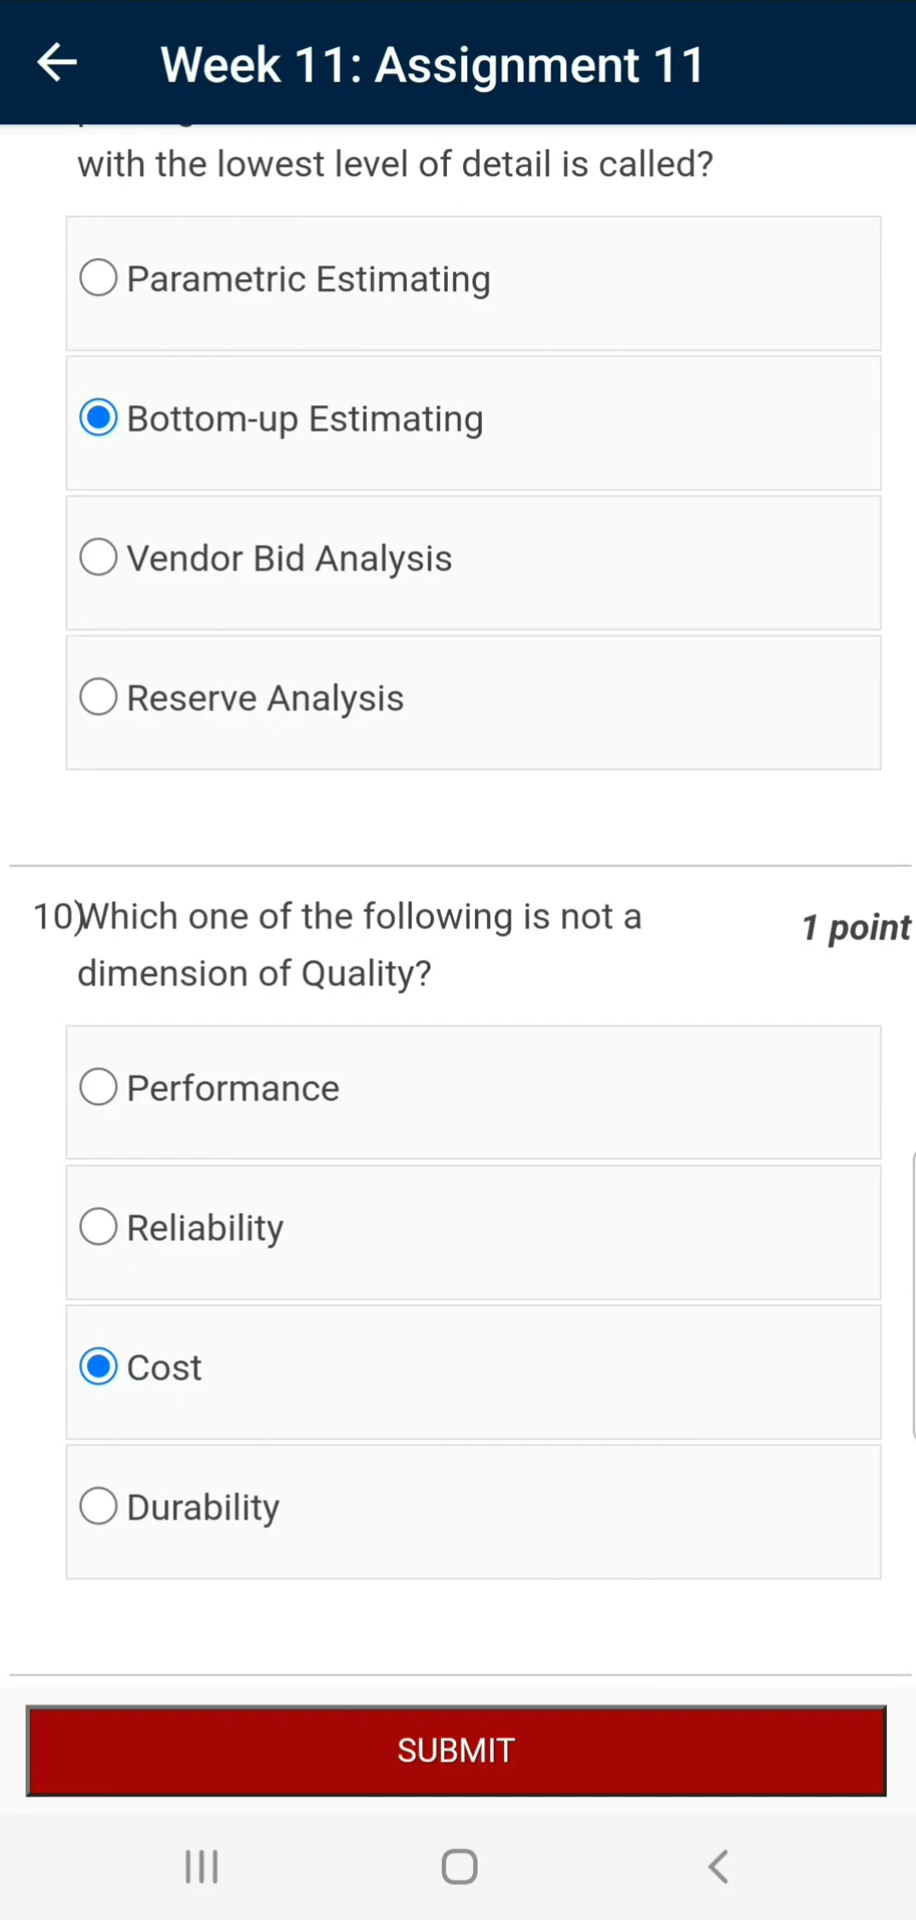 Week 11: Assignment 11
with the lowest level of detail is called?
Parametric Estimating
Bottom-up Estimating
Vendor Bid Analysis
Reserve Analysis
10)Which one of the following is not a
1 point
dimension of Quality?
Performance
Reliability
Cost
Durability
SUBMIT